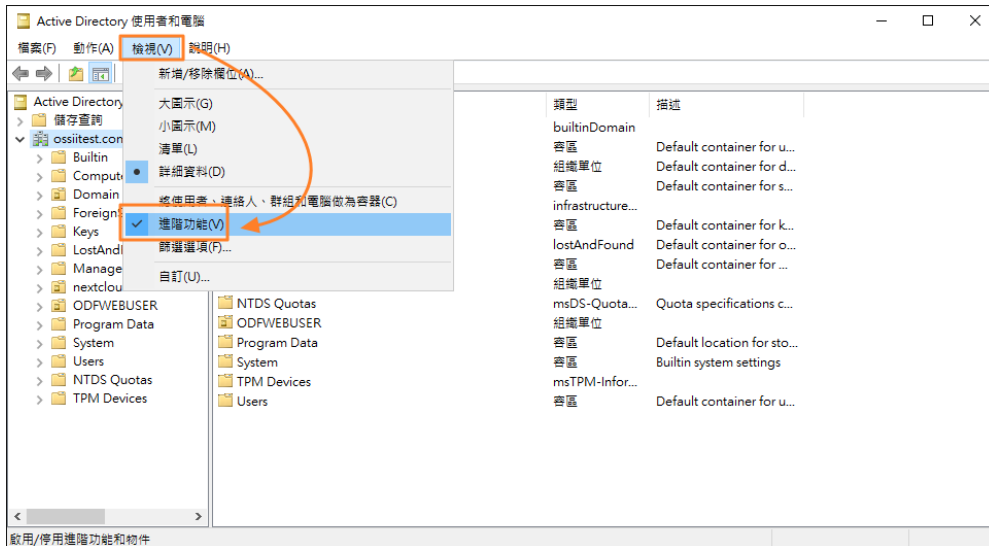 Active Directory 使用者和電腦
檔案(F) 動作(A) 檢視(V) 說明(H)
新增/移除欄位(A)...
大圖示(G)
小圖示(M)
清單(L)
詳細資料(D)
將使用者、連絡人、群組和電腦做為容器(C)
進階功能(V)
篩選選項(F)...
自訂(U)...
Active Directory
儲存查詢
ossiitest.com
Builtin
Compute
Domain
ForeignS
Keys
LostAndF
Manage
nextclou
ODFWEBUSER
Program Data
System
Users
NTDS Quotas
TPM Devices
類型 描述
builtinDomain
容區 Default container for u...
組織單位 Default container for d...
容區 Default container for s...
infrastructure...
容區 Default container for k...
lostAndFound Default container for o...
容區 Default container for ...
組織單位
NTDS Quotas msDS-Quota... Quota specifications c...
ODFWEBUSER 組織單位
Program Data 容區 Default location for sto...
System 容區 Builtin system settings
TPM Devices msTPM-Infor...
Users 容區 Default container for u...
啟用/停用進階功能和物件